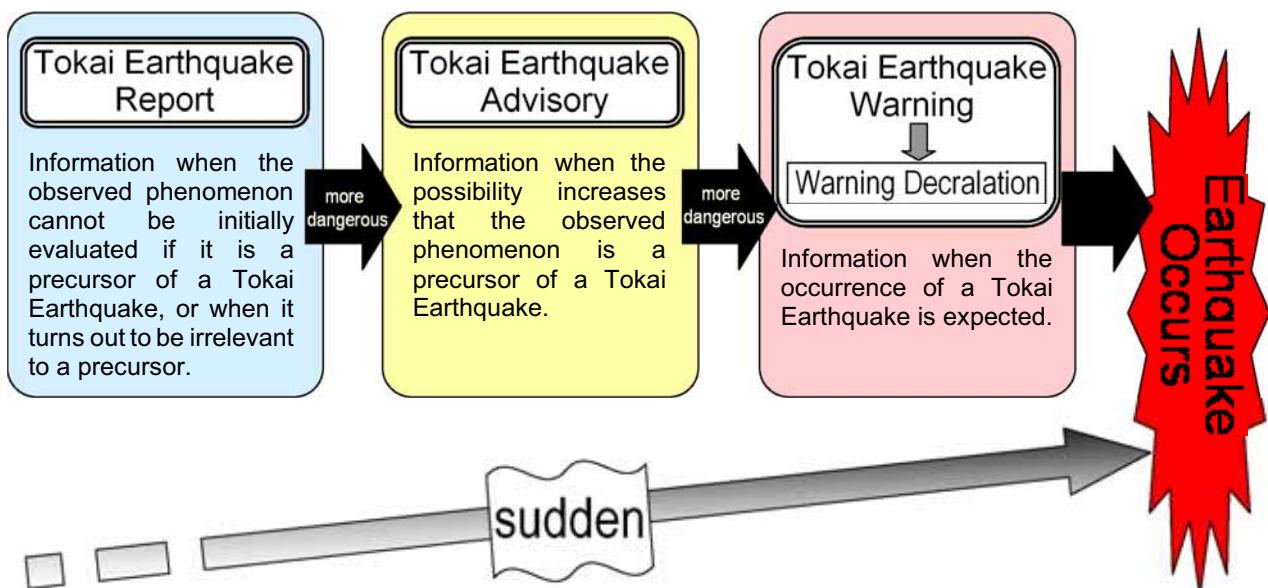 Tokai Earthquake
Report
Information when the
observed phenomenon
cannot be initially
evaluated if it is a
precursor of a Tokai
Earthquake, or when it
turns out to be irrelevant
to a precursor.
more
dangerous
Tokai Earthquake
Advisory
Information when the
possibility increases
that the observed
phenomenon is a
precursor of a Tokai
Earthquake.
more
dangerous
Tokai Earthquake
Warning
Warning Decralation
Information when the
occurrence of a Tokai
Earthquake is expected.
Earthquake
Occurs
sudden